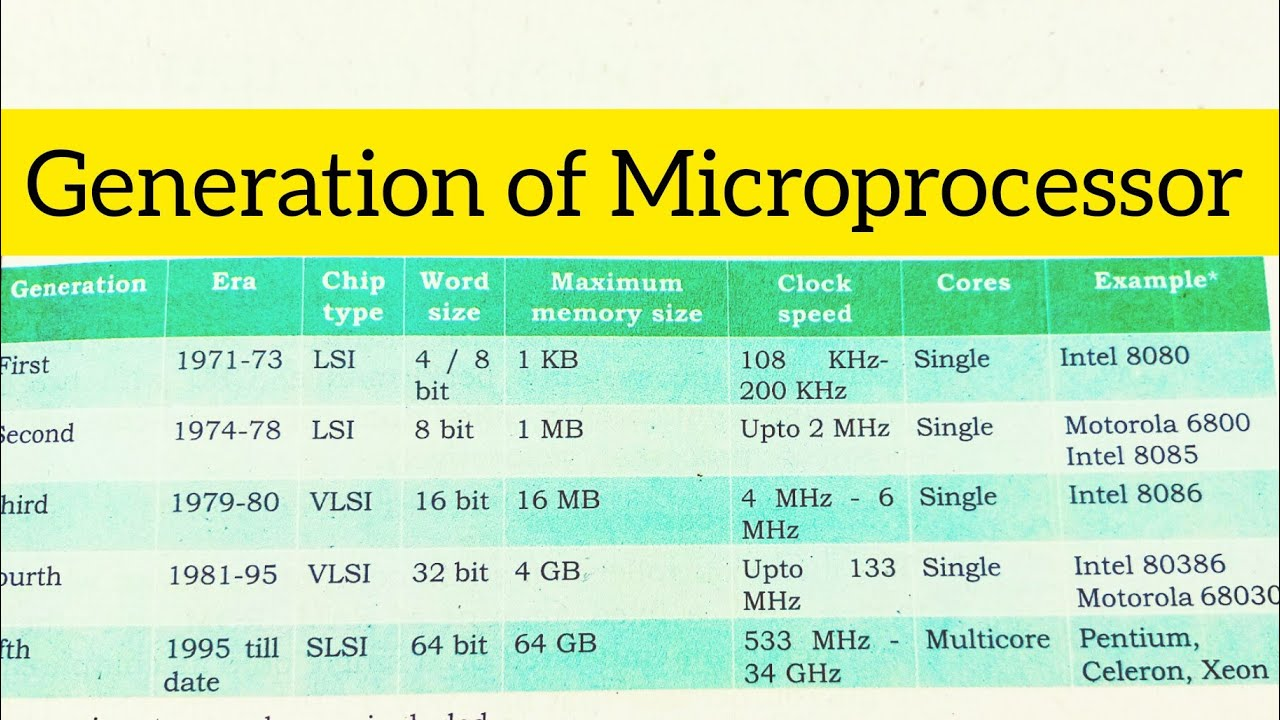 Generation of Microprocessor
Generation Era Chip type Word size Maximum memory size Clock speed Cores Example*
First 1971-73 LSI 4 / 8 bit 1 KB 108 KHz- 200 KHz Single Intel 8080
Second 1974-78 LSI 8 bit 1 MB Upto 2 MHz Single Motorola 6800 Intel 8085
hird 1979-80 VLSI 16 bit 16 MB 4 MHz - 6 MHz Single Intel 8086
ourth 1981-95 VLSI 32 bit 4 GB Upto 133 MHz Single Intel 80386 Motorola 68030
fth 1995 till date SLSI 64 bit 64 GB 533 MHz - 34 GHz Multicore Pentium, Celeron, Xeon